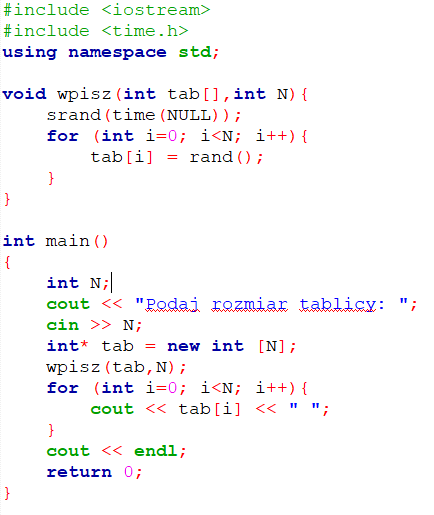 #include <iostream>
#include <time.h>
using namespace std;

void wpisz(int tab[],int N){
    srand(time(NULL));
    for (int i=0; i<N; i++){
        tab[i] = rand();
    }
}

int main()
{
    int N;
    cout << "Podaj rozmiar tablicy: ";
    cin >> N;
    int* tab = new int [N];
    wpisz(tab,N);
    for (int i=0; i<N; i++){
        cout << tab[i] << " ";
    }
    cout << endl;
    return 0;
}